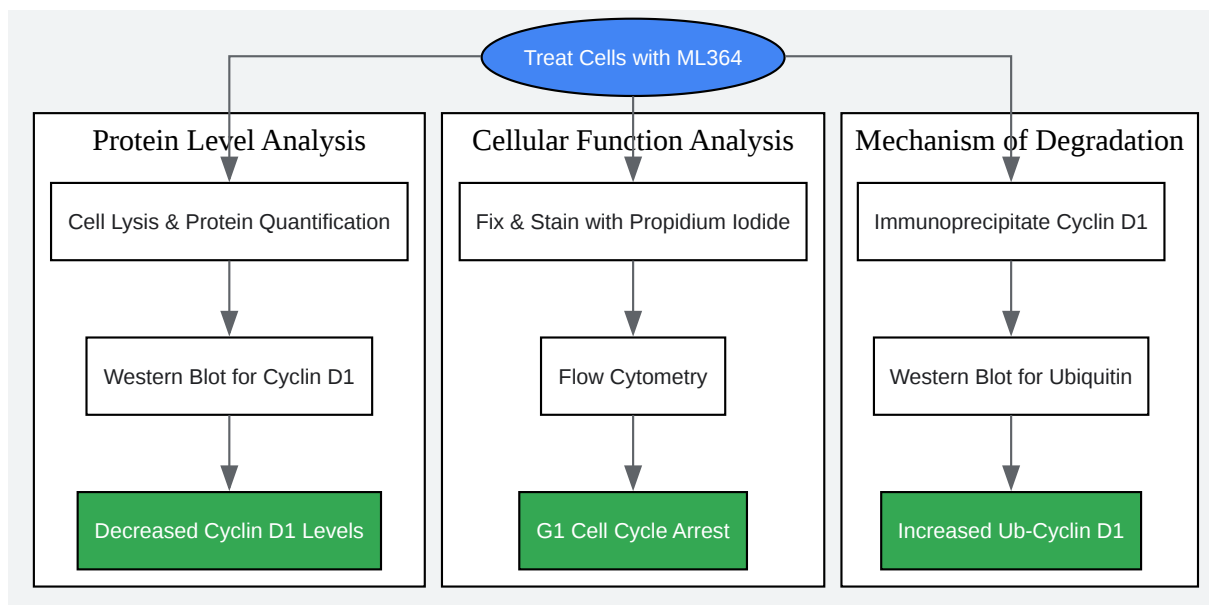 Treat Cells with ML364
Protein Level Analysis
Cell Lysis & Protein Quantification
Western Blot for Cyclin D1
Decreased Cyclin D1 Levels
Cellular Function Analysis
Fix & Stain with Propidium Iodide
Flow Cytometry
G1 Cell Cycle Arrest
Mechanism of Degradation
Immunoprecipitate Cyclin D1
Western Blot for Ubiquitin
Increased Ub-Cyclin D1